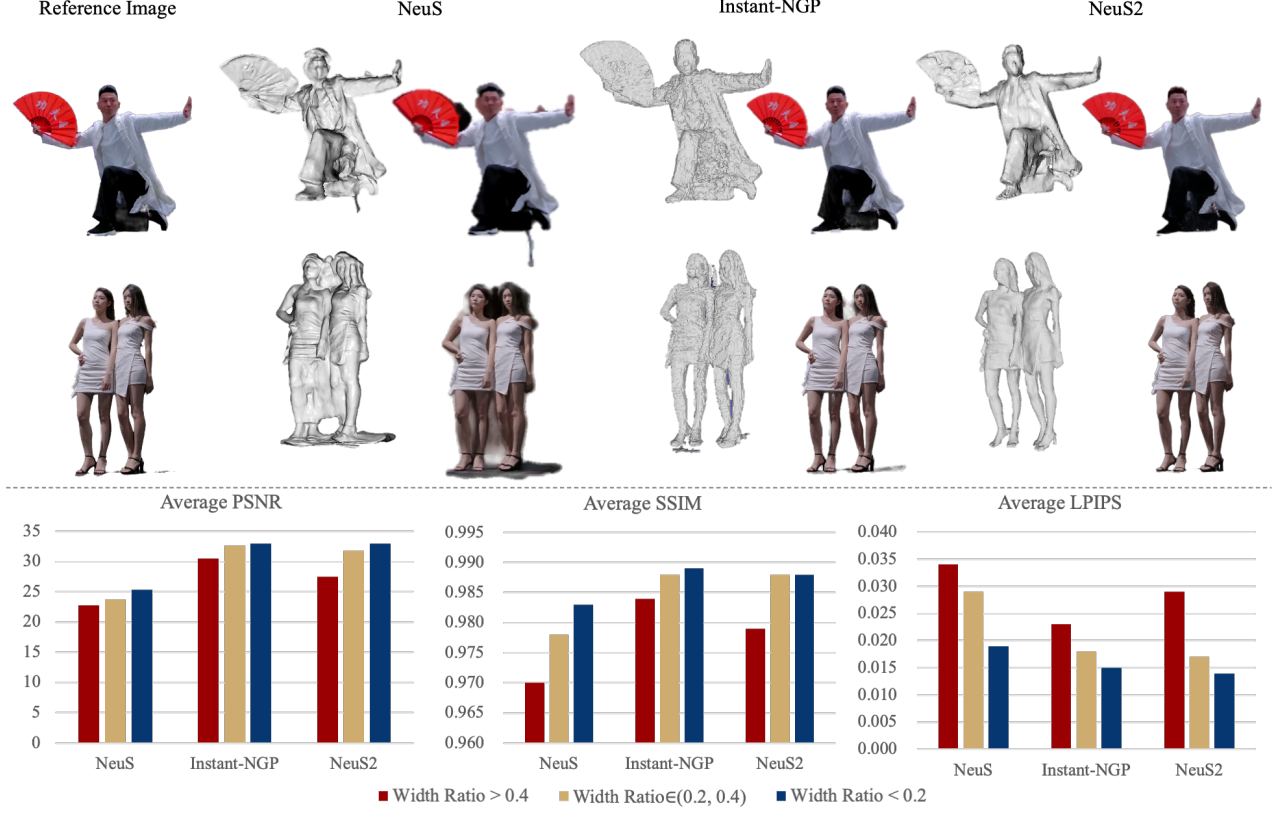 Reference Image
NeuS
Instant-NGP
NeuS2
Average PSNR
Average SSIM
Average LPIPS
35
30
25
20
15
10
5
0
NeuS
Instant-NGP
NeuS2
0.995
0.990
0.985
0.980
0.975
0.970
0.965
0.960
NeuS
Instant-NGP
NeuS2
0.040
0.035
0.030
0.025
0.020
0.015
0.010
0.005
0.000
NeuS
Instant-NGP
NeuS2
Width Ratio > 0.4
Width Ratio∈(0.2, 0.4)
Width Ratio < 0.2